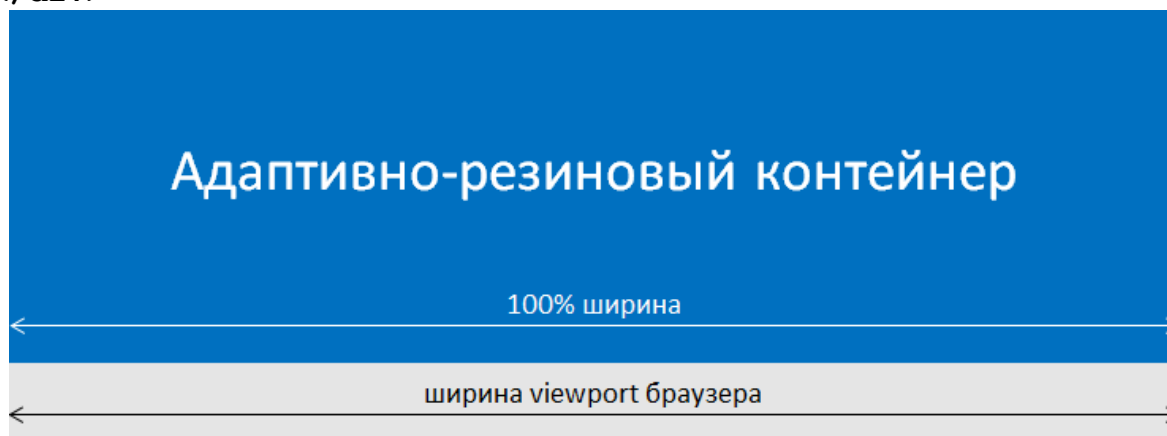 Адаптивно-резиновый контейнер
100% ширина
ширина viewport браузера